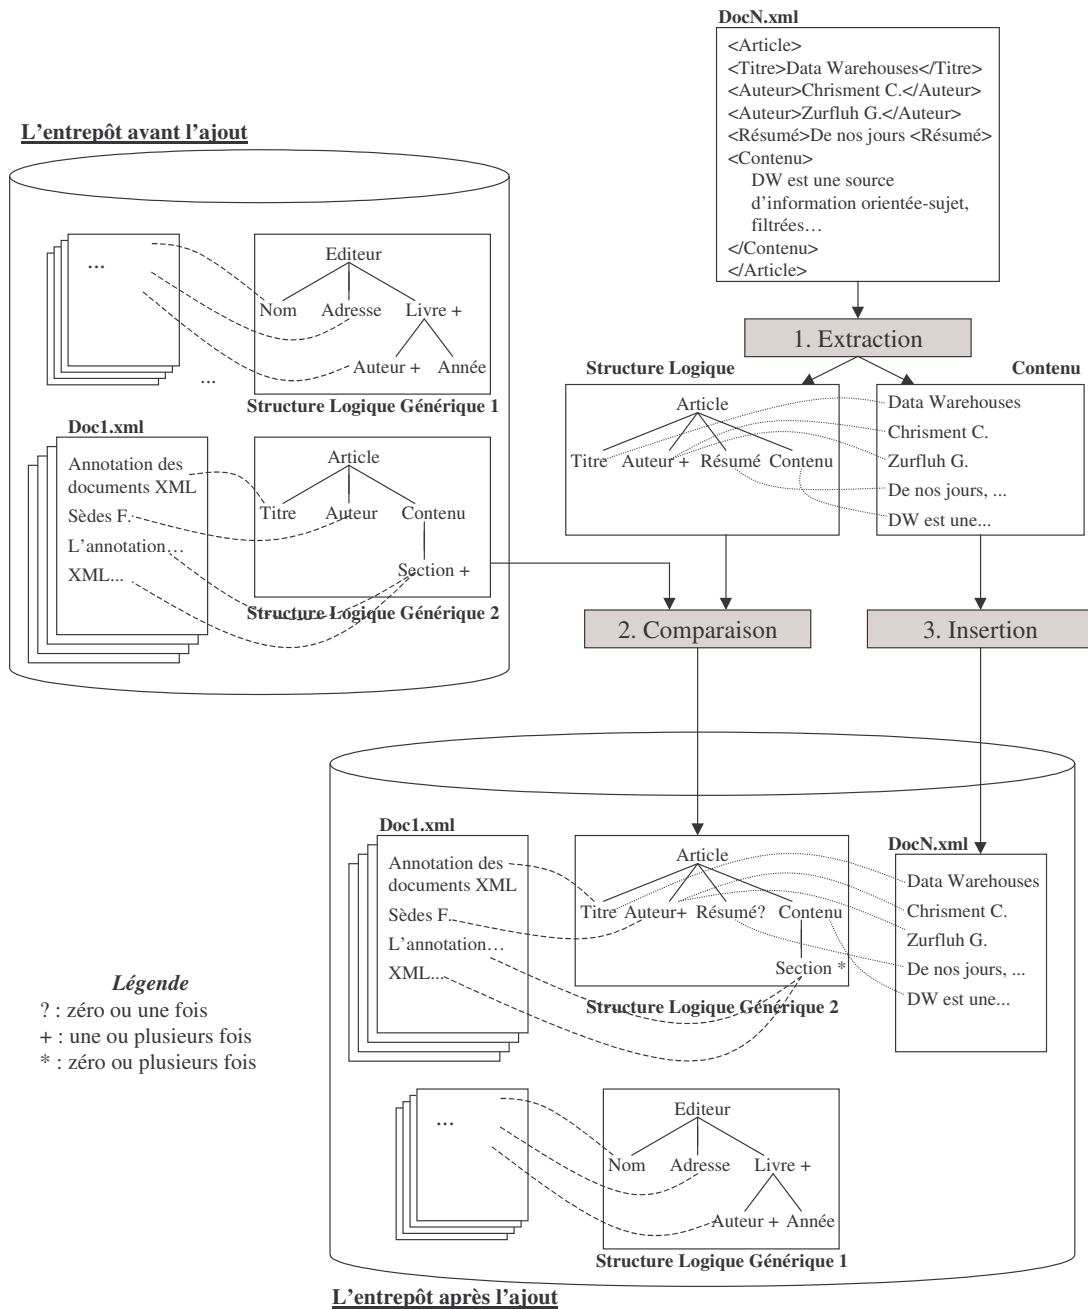 DocN.xml
<Article>
<Titre>Data Warehouses</Titre>
<Auteur>Chrisment C.</Auteur>
<Auteur>Zurfluh G.</Auteur>
<Résumé>De nos jours <Résumé>
<Contenu>
DW est une source
d'information orientée-sujet,
filtrées…
</Contenu>
</Article>
L'entrepôt avant l'ajout
...
Editeur
Nom Adresse Livre +
Auteur + Année
...
Structure Logique Générique 1
Doc1.xml
Annotation des
documents XML
Sèdes F.
L'annotation…
XML...
Article
Titre Auteur Contenu
Section +
Structure Logique Générique 2
1. Extraction
Structure Logique
Article
Titre Auteur + Résumé Contenu
Contenu
Data Warehouses
Chrisment C.
Zurfluh G.
De nos jours, ...
DW est une...
2. Comparaison
3. Insertion
Doc1.xml
Annotation des
documents XML
Sèdes F.
L'annotation…
XML...
Article
Titre Auteur+ Résumé? Contenu
Section *
Structure Logique Générique 2
DocN.xml
Data Warehouses
Chrisment C.
Zurfluh G.
De nos jours, ...
DW est une...
Légende
? : zéro ou une fois
+ : une ou plusieurs fois
* : zéro ou plusieurs fois
...
Editeur
Nom Adresse Livre +
Auteur + Année
Structure Logique Générique 1
L'entrepôt après l'ajout